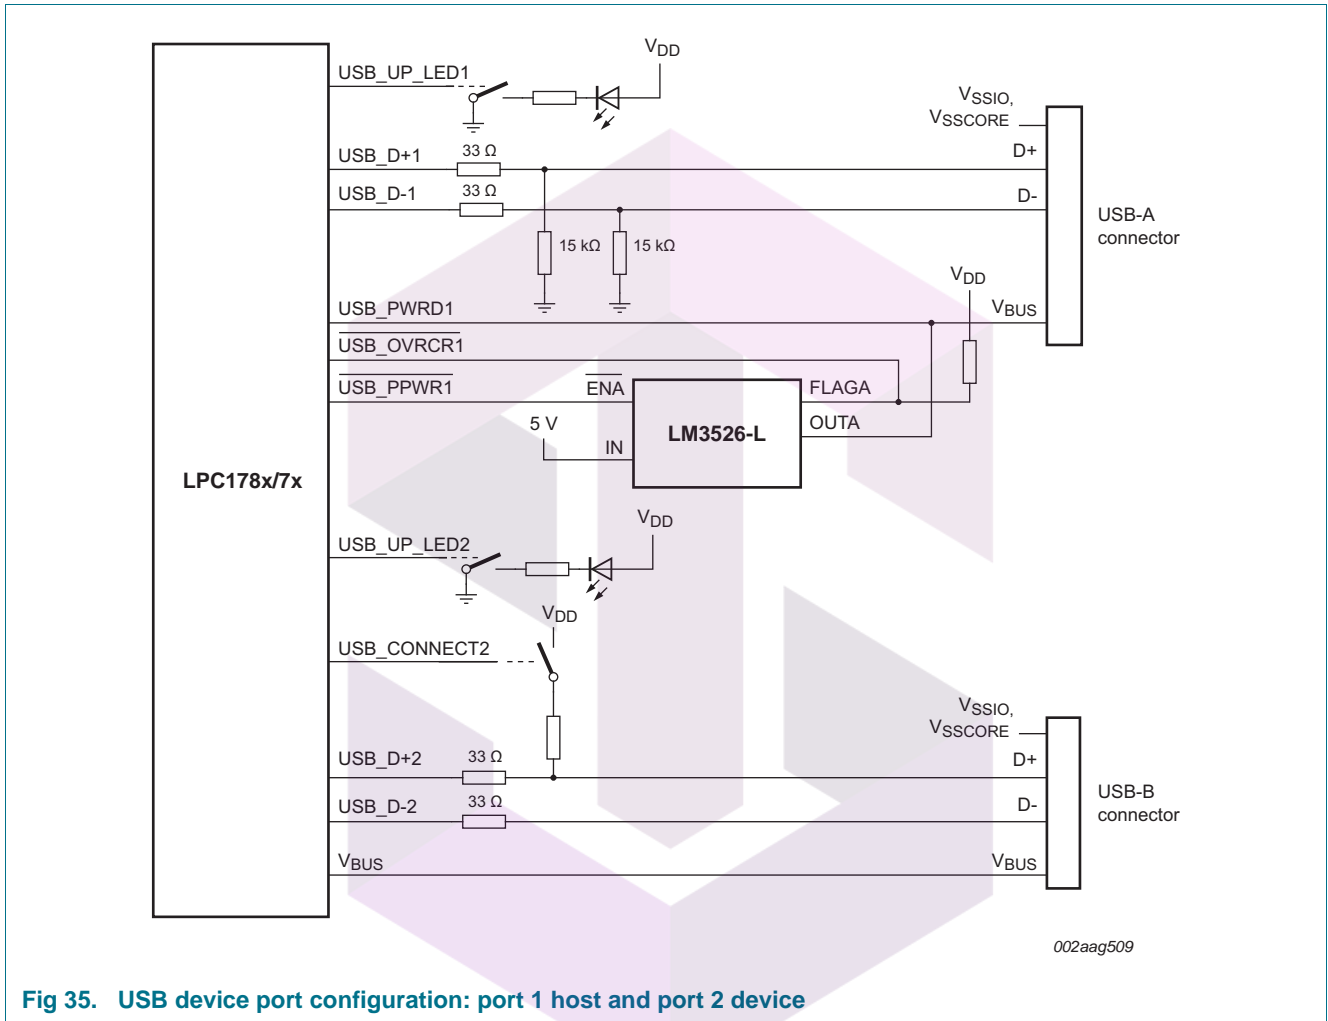 USB_UP_LED1
VDD
VSSIO,
VSSCORE
USB_D+1
33 Ω
D+
USB_D-1
33 Ω
D-
USB-A
connector
15 kΩ
15 kΩ
VDD
USB_PWRD1
VBUS
USB_OVRCR1
USB_PPWR1
ENA
FLAGA
5 V
IN
LM3526-L
OUTA
LPC178x/7x
VDD
USB_UP_LED2
VDD
USB_CONNECT2
VSSIO,
VSSCORE
USB_D+2
33 Ω
D+
USB_D-2
33 Ω
D-
USB-B
connector
VBUS
VBUS
002aag509
Fig 35. USB device port configuration: port 1 host and port 2 device